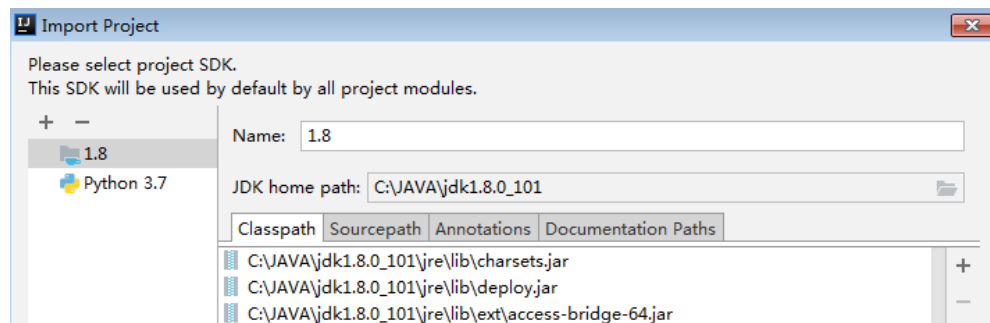 IJ Import Project
Please select project SDK.
This SDK will be used by default by all project modules.
1.8
Python 3.7
Name: 1.8
JDK home path: C:\JAVA\jdk1.8.0_101
Classpath Sourcepath Annotations Documentation Paths
C:\JAVA\jdk1.8.0_101\jre\lib\charsets.jar
C:\JAVA\jdk1.8.0_101\jre\lib\deploy.jar
C:\JAVA\jdk1.8.0_101\jre\lib\ext\access-bridge-64.jar